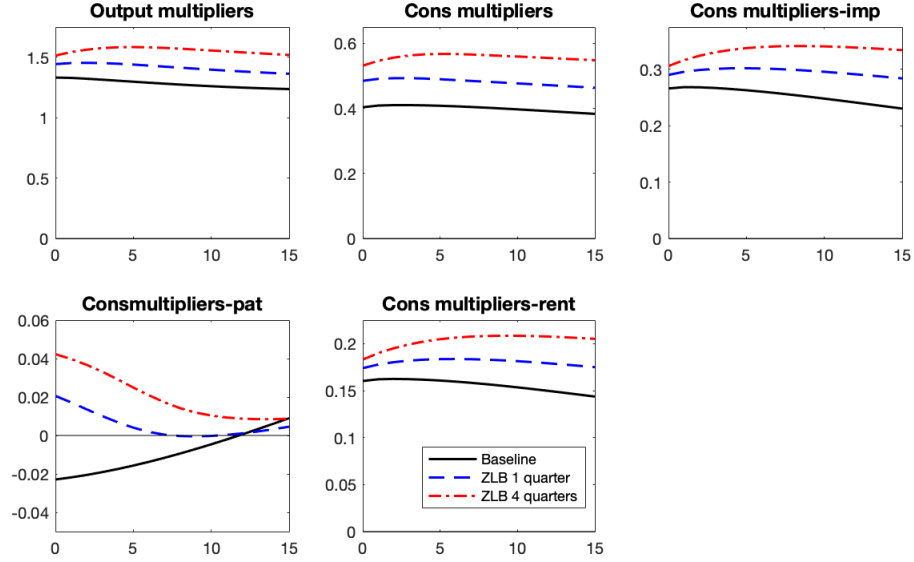 Output multipliers
1.5
1
0.5
0
0 5 10 15
Cons multipliers
0.6
0.4
0.2
0
0 5 10 15
Cons multipliers-imp
0.3
0.2
0.1
0
0 5 10 15
Consmultipliers-pat
0.06
0.04
0.02
0
-0.02
-0.04
0 5 10 15
Cons multipliers-rent
0.2
0.15
0.1
0.05
0
0 5 10 15
Baseline
ZLB 1 quarter
ZLB 4 quarters